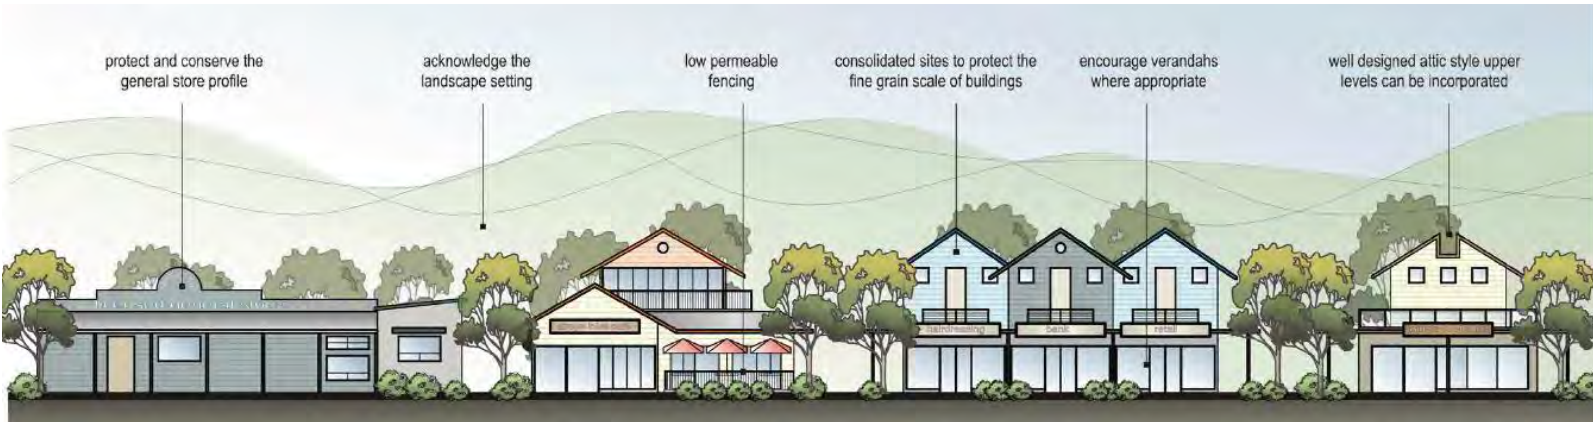 protect and conserve the
general store profile
acknowledge the
landscape setting
low permeable
fencing
consolidated sites to protect the
fine grain scale of buildings
encourage verandahs
where appropriate
well designed attic style upper
levels can be incorporated
hairdressing
bank
retail